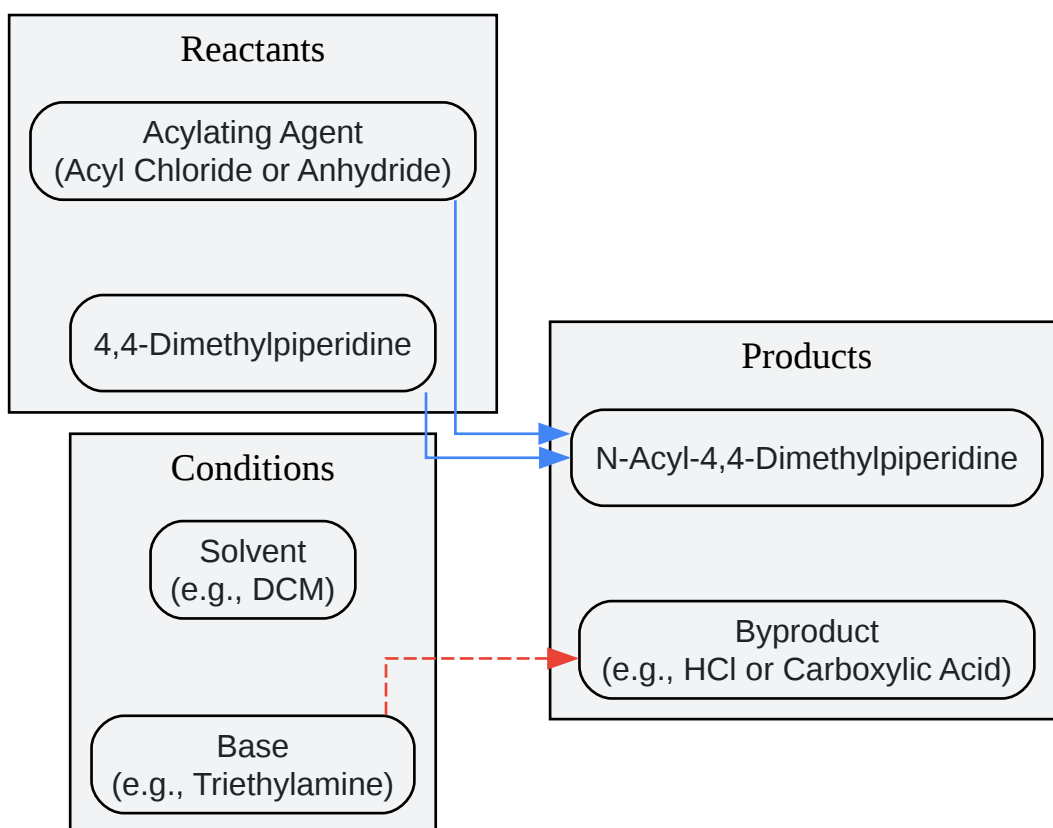 Reactants
Acylating Agent
(Acyl Chloride or Anhydride)
4,4-Dimethylpiperidine
Conditions
Solvent
(e.g., DCM)
Base
(e.g., Triethylamine)
Products
N-Acyl-4,4-Dimethylpiperidine
Byproduct
(e.g., HCl or Carboxylic Acid)